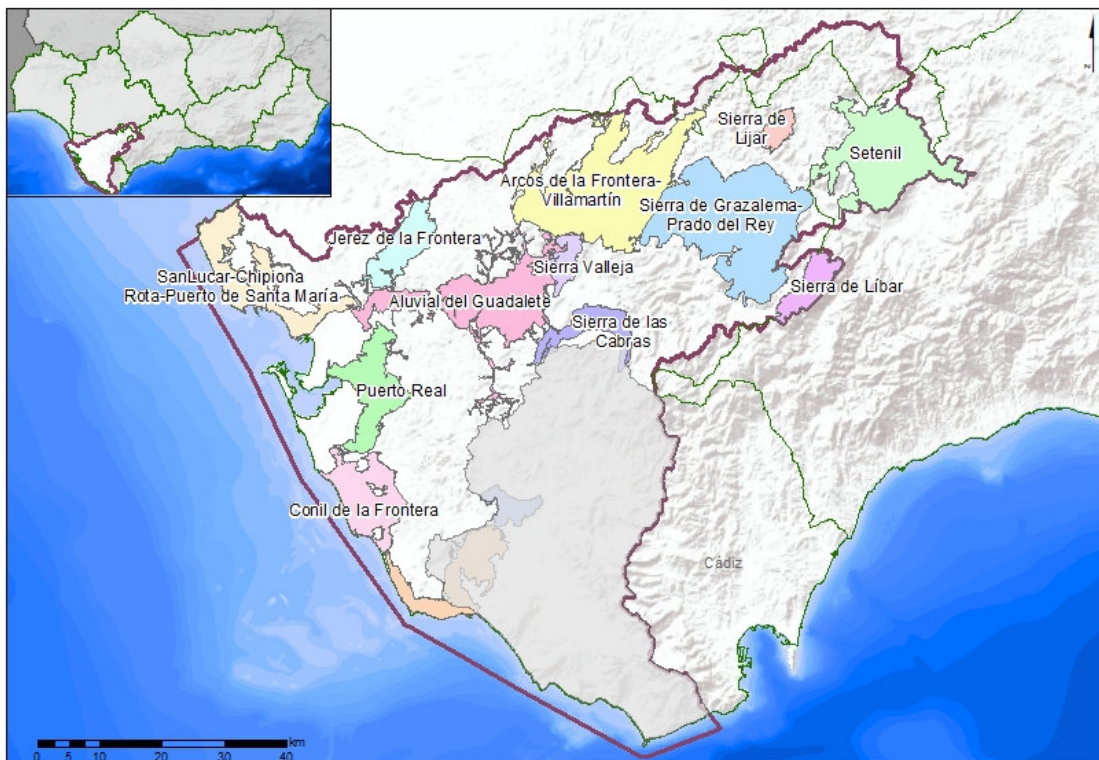 N
Sierra de
Lijar
Setenil
Arcos de la Frontera-
Villamartín
Sierra de Grazalema-
Prado del Rey
Jerez de la Frontera
Sierra Valleja
SanLucar-Chipiona
Rota-Puerto de Santa María
Aluvial del Guadalete
Sierra de Líbar
Sierra de las
Cabras
Puerto Real
Conil de la Frontera
Cádiz
km
0 5 10 20 30 40